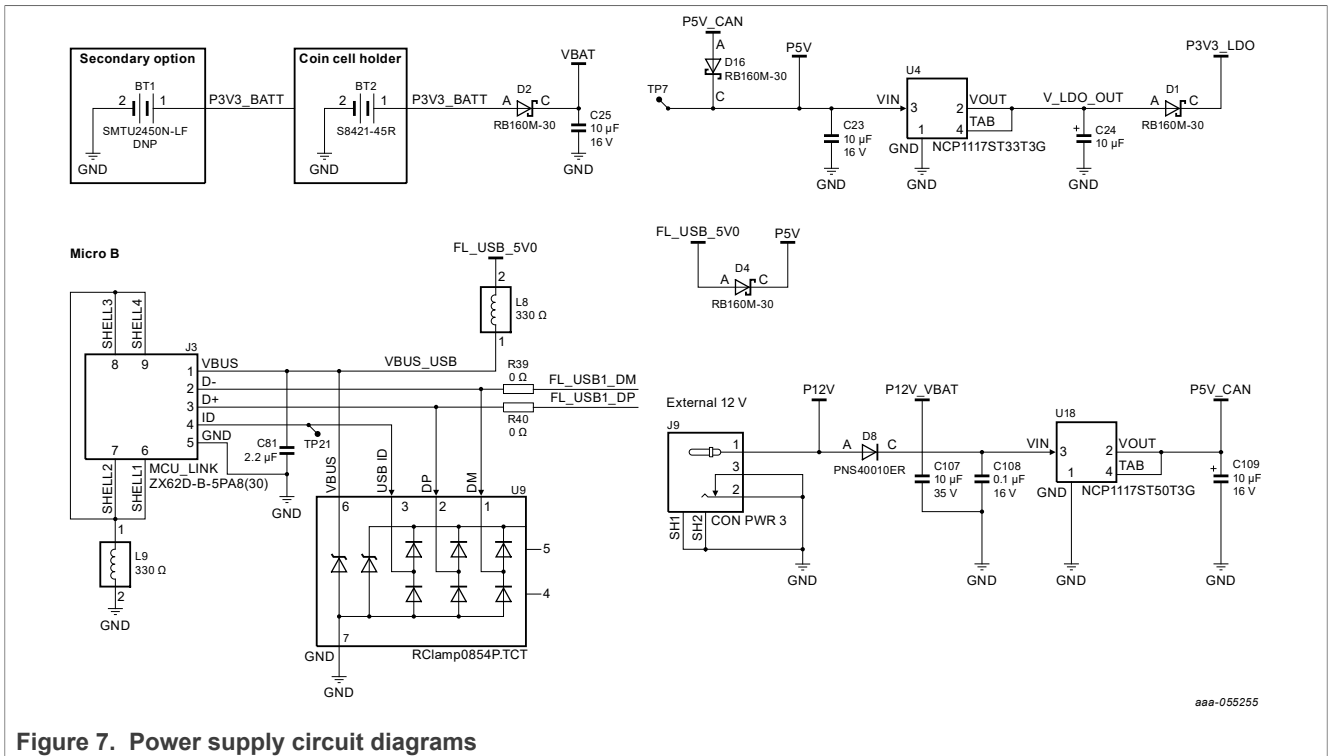 Secondary option
BT1
2
1
SMTU2450N-LF
DNP
GND
P3V3_BATT
Coin cell holder
BT2
2
1
S8421-45R
GND
P3V3_BATT
VBAT
D2
A
C
RB160M-30
C25
10 µF
16 V
GND
P5V_CAN
A
D16
RB160M-30
C
TP7
P5V
C23
10 µF
16 V
GND
U4
VIN
3
2
VOUT
4
TAB
1
GND
NCP1117ST33T3G
GND
V_LDO_OUT
+
C24
10 µF
GND
D1
A
C
RB160M-30
P3V3_LDO
Micro B
SHELL3
SHELL4
8
9
J3
1
VBUS
2
D-
3
D+
4
ID
5
GND
7
6
SHELL2
SHELL1
MCU_LINK
ZX62D-B-5PA8(30)
1
L9
330 Ω
2
GND
FL_USB_5V0
2
L8
330 Ω
1
VBUS_USB
R39
0 Ω
FL_USB1_DM
FL_USB1_DP
R40
0 Ω
TP21
C81
2.2 µF
GND
VBUS
USB ID
DP
DM
U9
6
3
2
1
5
4
7
GND
RClamp0854P.TCT
GND
FL_USB_5V0
P5V
D4
A
C
RB160M-30
External 12 V
J9
1
3
2
CON PWR 3
SH1
SH2
GND
P12V
D8
A
C
PNS40010ER
P12V_VBAT
C107
10 µF
35 V
C108
0.1 µF
16 V
GND
U18
VIN
3
2
VOUT
4
TAB
1
GND
NCP1117ST50T3G
GND
P5V_CAN
+
C109
10 µF
16 V
GND
aaa-055255
Figure 7. Power supply circuit diagrams